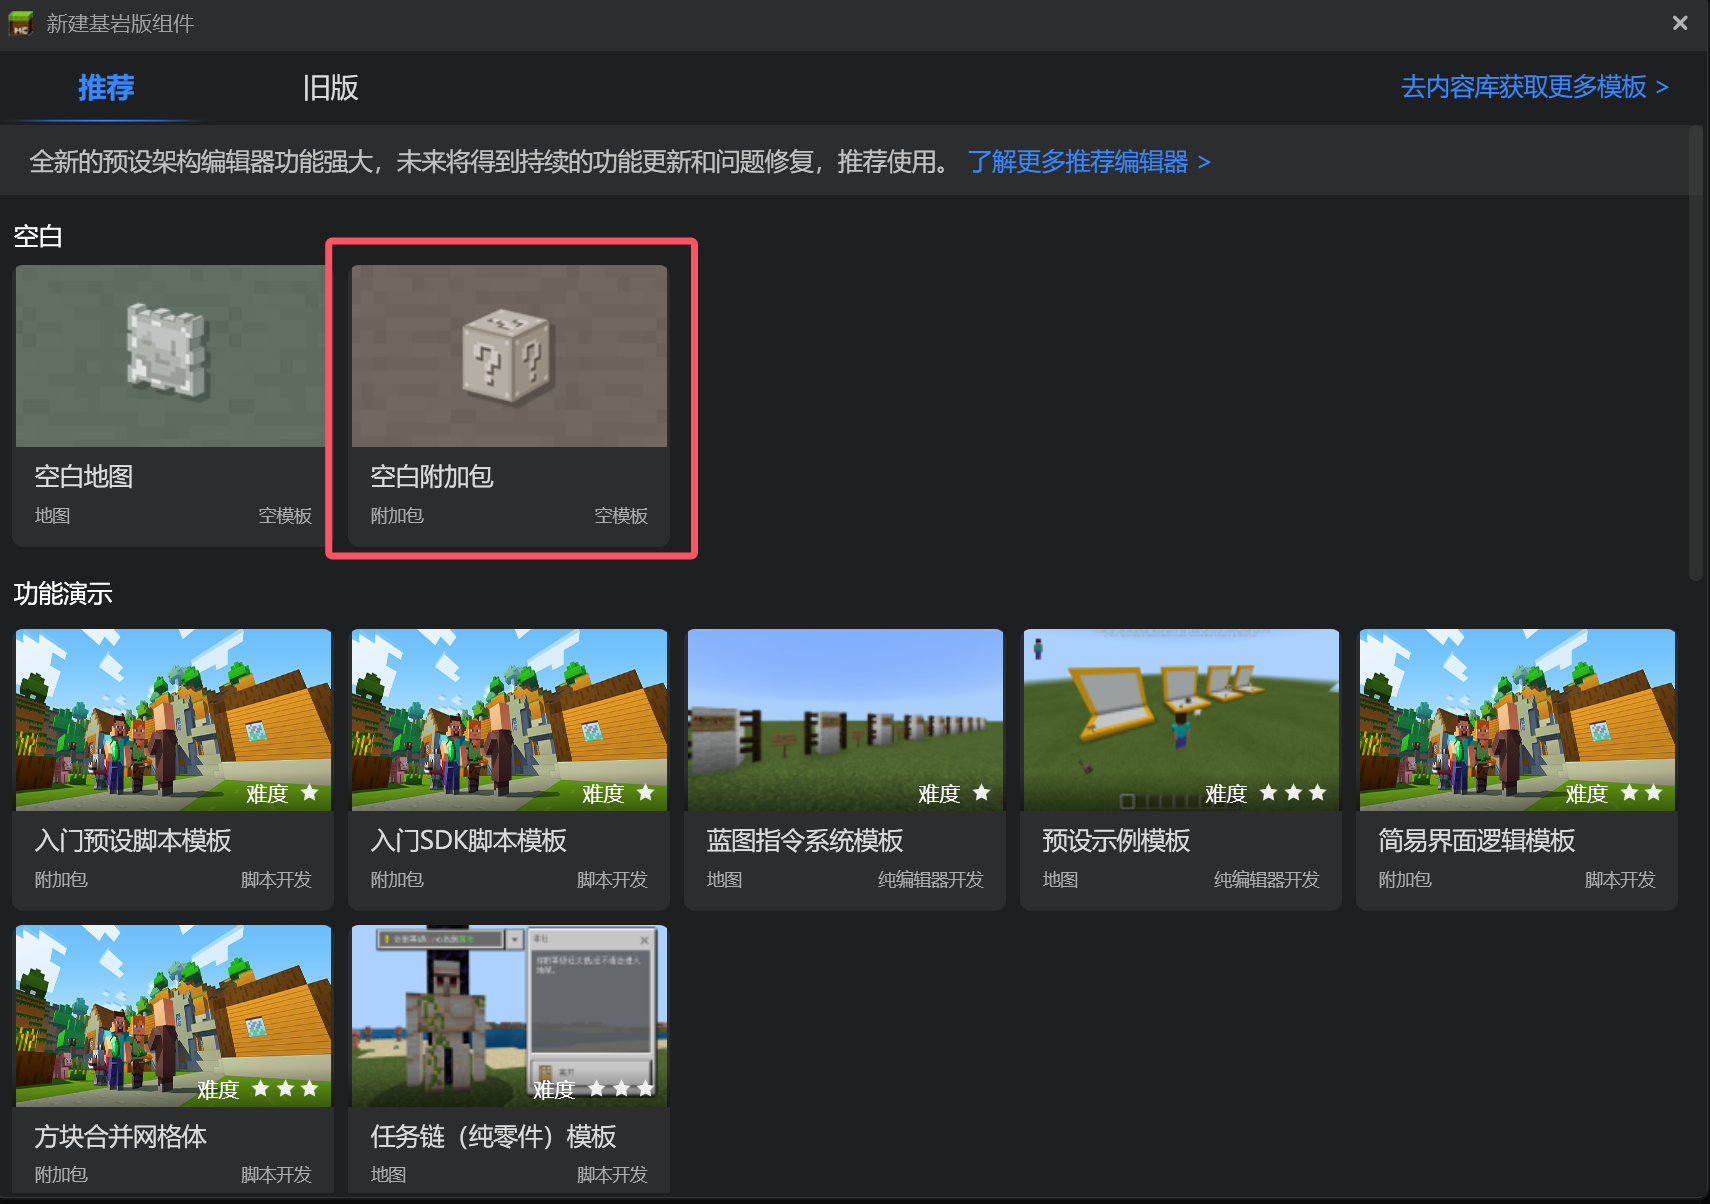 新建基岩版组件
推荐
旧版
去内容库获取更多模板 >
全新的预设架构编辑器功能强大，未来将得到持续的功能更新和问题修复，推荐使用。 了解更多推荐编辑器 >
空白
空白地图
地图 空模板
空白附加包
附加包 空模板
功能演示
难度
入门预设脚本模板
附加包 脚本开发
难度
入门SDK脚本模板
附加包 脚本开发
难度
蓝图指令系统模板
地图 纯编辑器开发
难度
预设示例模板
地图 纯编辑器开发
难度
简易界面逻辑模板
附加包 脚本开发
难度
方块合并网格体
附加包 脚本开发
难度
任务链（纯零件）模板
地图 脚本开发